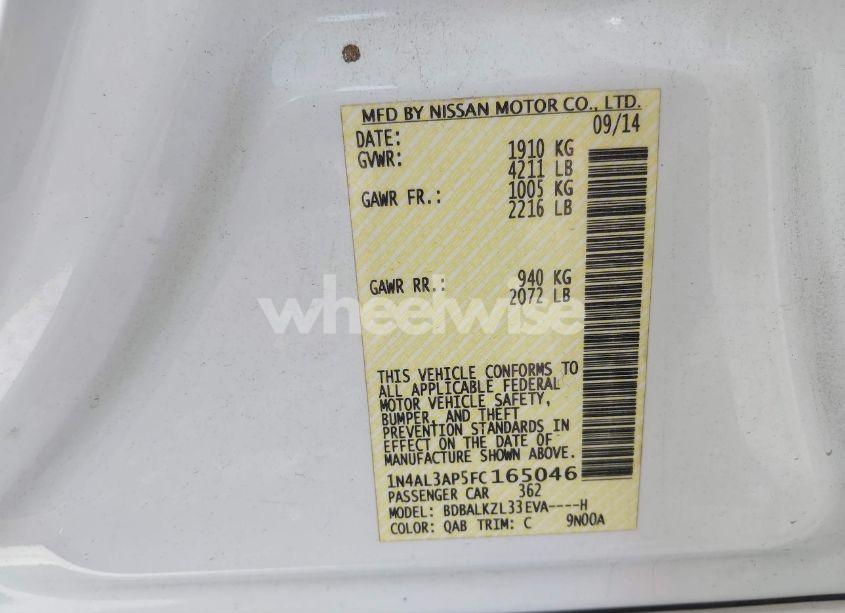 MFD BY NISSAN MOTOR CO., LTD.
DATE: 09/14
GVWR: 1910 KG
4211 LB
GAWR FR.: 1005 KG
2216 LB
GAWR RR.: 940 KG
2072 LB
wheelwise
THIS VEHICLE CONFORMS TO
ALL APPLICABLE FEDERAL
MOTOR VEHICLE SAFETY,
BUMPER, AND THEFT
PREVENTION STANDARDS IN
EFFECT ON THE DATE OF
MANUFACTURE SHOWN ABOVE.
1N4AL3AP5FC165046
PASSENGER CAR 362
MODEL: BDBALKZL33EVA----H
COLOR: QAB TRIM: C 9N00A